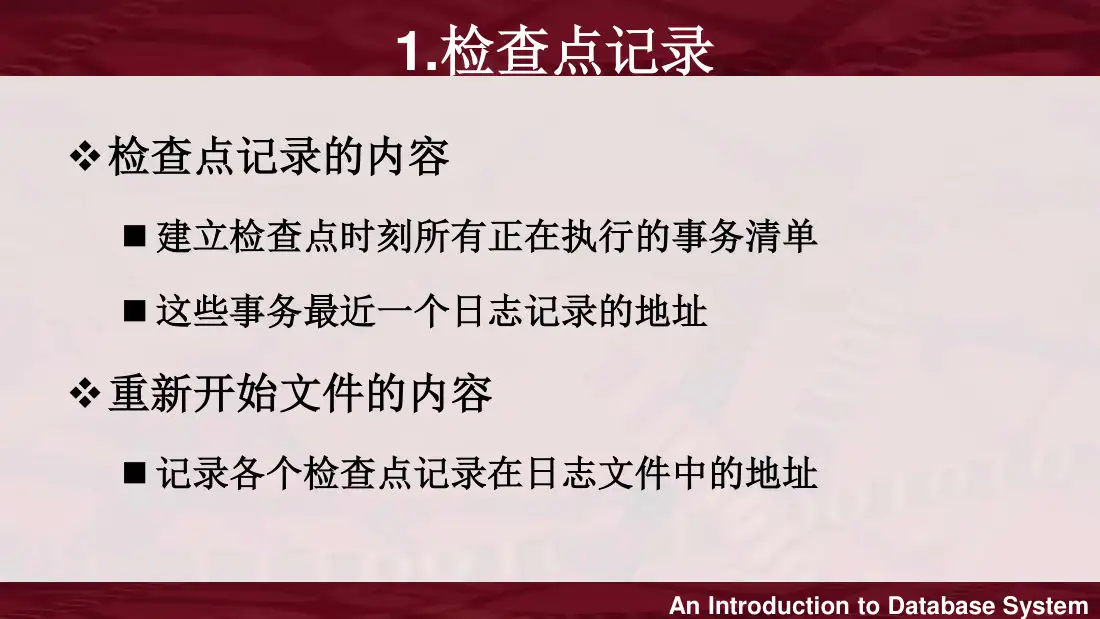 1.检查点记录
❖检查点记录的内容
■ 建立检查点时刻所有正在执行的事务清单
■ 这些事务最近一个日志记录的地址
❖重新开始文件的内容
■ 记录各个检查点记录在日志文件中的地址
An Introduction to Database System